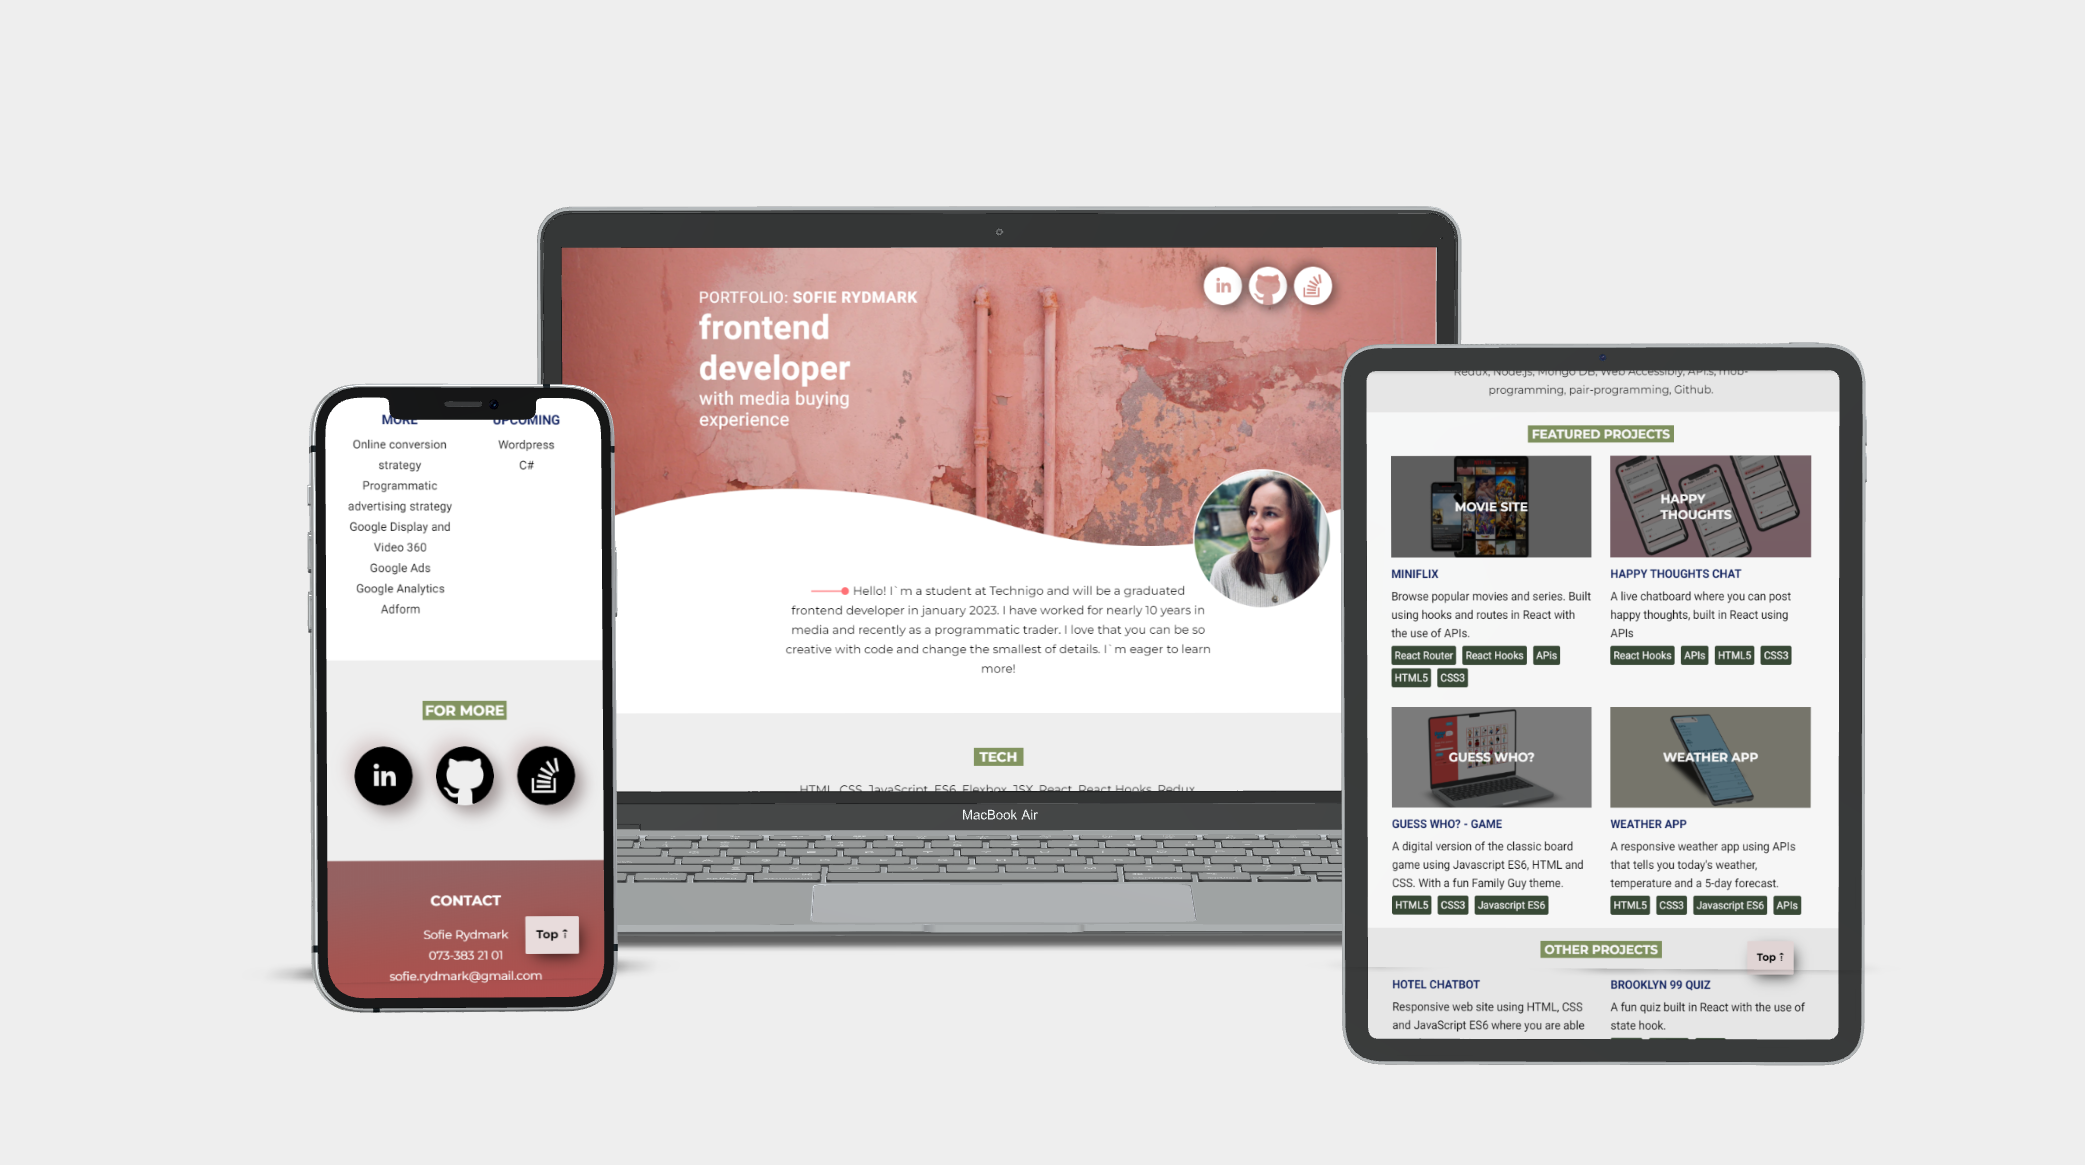 PORTFOLIO: SOFIE RYDMARK
frontend
developer
with media buying
experience
in
Hello! I`m a student at Technigo and will be a graduated
frontend developer in january 2023. I have worked for nearly 10 years in
media and recently as a programmatic trader. I love that you can be so
creative with code and change the smallest of details. I`m eager to learn
more!
TECH
HTML, CSS, JavaScript, ES6, Flexbox, JSX, React, React Hooks, Redux,
MacBook Air
MORE
Online conversion
strategy
Programmatic
advertising strategy
Google Display and
Video 360
Google Ads
Google Analytics
Adform
UPCOMING
Wordpress
C#
FOR MORE
in
CONTACT
Sofie Rydmark
073-383 21 01
sofie.rydmark@gmail.com
Top ↑
Redux, Node.js, Mongo DB, Web Accessibly, API:s, mob-
programming, pair-programming, Github.
FEATURED PROJECTS
MOVIE SITE
MINIFLIX
Browse popular movies and series. Built
using hooks and routes in React with
the use of APIs.
React Router React Hooks APis
HTML5 CSS3
HAPPY
THOUGHTS
HAPPY THOUGHTS CHAT
A live chatboard where you can post
happy thoughts, built in React using
APIs
React Hooks APIs HTML5 CSS3
GUESS WHO?
GUESS WHO? - GAME
A digital version of the classic board
game using Javascript ES6, HTML and
CSS. With a fun Family Guy theme.
HTML5 CSS3 Javascript ES6
WEATHER APP
WEATHER APP
A responsive weather app using APIs
that tells you today's weather,
temperature and a 5-day forecast.
HTML5 CSS3 Javascript ES6 APIs
OTHER PROJECTS
Top ↑
HOTEL CHATBOT
Responsive web site using HTML, CSS
and JavaScript ES6 where you are able
BROOKLYN 99 QUIZ
A fun quiz built in React with the use of
state hook.